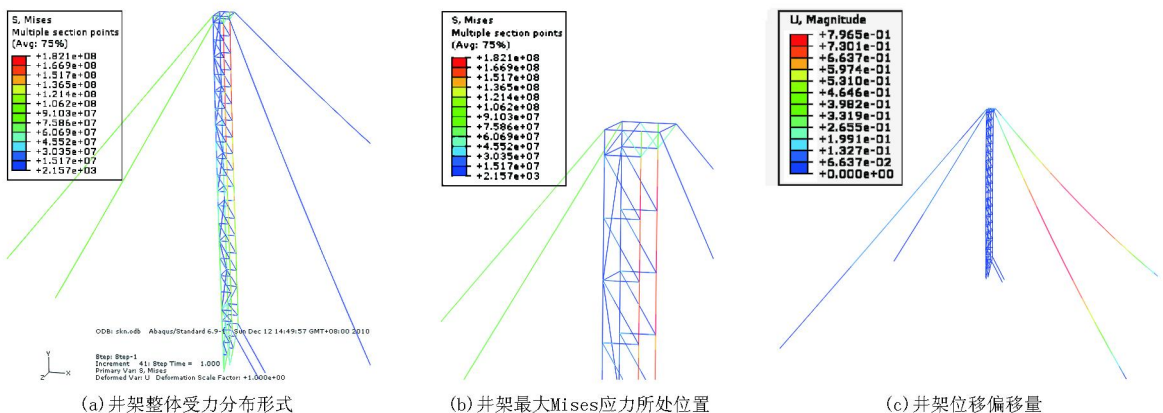 S, Mises
Multiple section points
(Avg: 75%)
+1.821e+08
+1.669e+08
+1.517e+08
+1.365e+08
+1.214e+08
+1.062e+08
+9.103e+07
+7.586e+07
+6.069e+07
+4.552e+07
+3.035e+07
+1.517e+07
+2.157e+03
ODB: skn.odb Abaqus/Standard 6.9-1 Sun Dec 12 14:49:57 GMT+08:00 2010
Y
Z X
Step: Step-1
Increment 41: Step Time = 1.000
Primary Var: S, Mises
Deformed Var: U Deformation Scale Factor: +1.000e+00
(a)井架整体受力分布形式
S, Mises
Multiple section points
(Avg: 75%)
+1.821e+08
+1.669e+08
+1.517e+08
+1.365e+08
+1.214e+08
+1.062e+08
+9.103e+07
+7.586e+07
+6.069e+07
+4.552e+07
+3.035e+07
+1.517e+07
+2.157e+03
(b)井架最大Mises应力所处位置
U, Magnitude
+7.965e-01
+7.301e-01
+6.637e-01
+5.974e-01
+5.310e-01
+4.646e-01
+3.982e-01
+3.319e-01
+2.655e-01
+1.991e-01
+1.327e-01
+6.637e-02
+0.000e+00
(c)井架位移偏移量